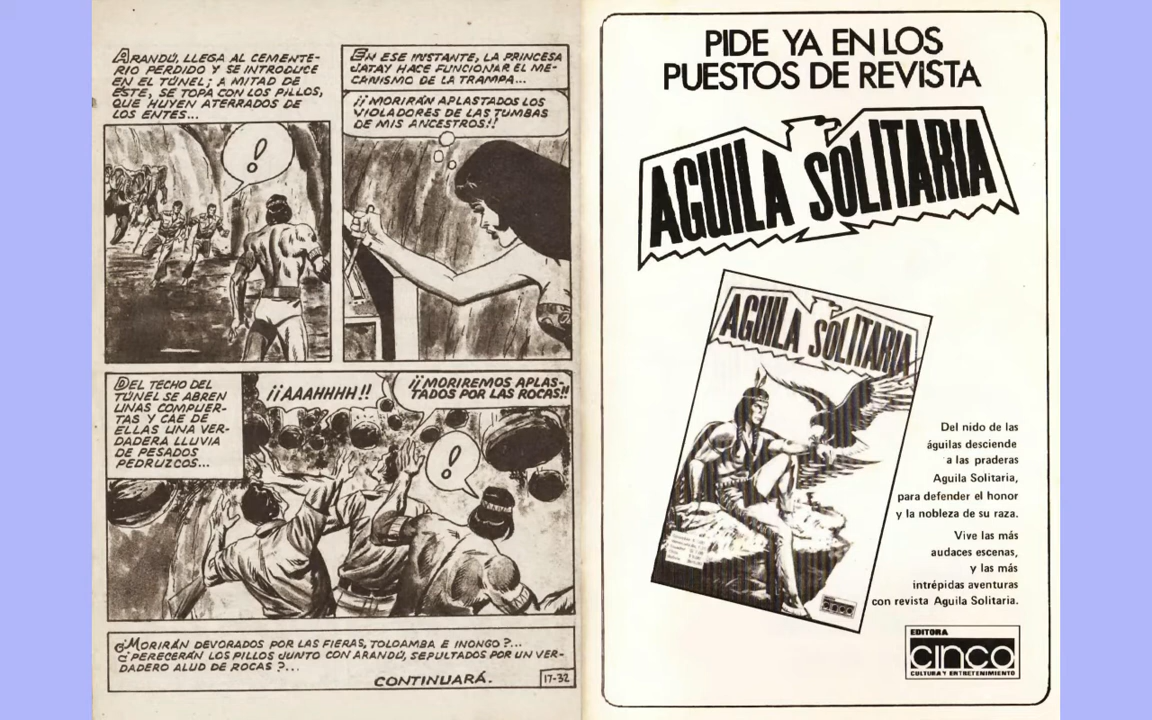 ARANDÚ, LLEGA AL CEMENTE-
RIO PERDIDO Y SE INTRODUCE
EN EL TÚNEL; A MITAD DE
ÉSTE, SE TOPA CON LOS PILLOS,
QUE HUYEN ATERRADOS DE
LOS ENTES...
!
EN ESE INSTANTE, LA PRINCESA
JATAY HACE FUNCIONAR EL ME-
CANISMO DE LA TRAMPA...
¡¡MORIRÁN APLASTADOS LOS
VIOLADORES DE LAS TUMBAS
DE MIS ANCESTROS!!
DEL TECHO DEL
TÚNEL SE ABREN
UNAS COMPUER-
TAS Y CAE DE
ELLAS UNA VER-
DADERA LLUVIA
DE PESADOS
PEDRUZCOS...
¡¡AAAHHHH!!
¡¡MORIREMOS APLAS-
TADOS POR LAS ROCAS!!
!
¿MORIRÁN DEVORADOS POR LAS FIERAS, TOLOAMBA E INONGO?...
¿PERECERÁN LOS PILLOS JUNTO CON ARANDÚ, SEPULTADOS POR UN VER-
DADERO ALUD DE ROCAS?...
CONTINUARÁ.
17-32
PIDE YA EN LOS
PUESTOS DE REVISTA
AGUILA SOLITARIA
AGUILA SOLITARIA
cinco
Del nido de las
águilas desciende
a las praderas
Aguila Solitaria,
para defender el honor
y la nobleza de su raza.
Vive las más
audaces escenas,
y las más
intrépidas aventuras
con revista Aguila Solitaria.
EDITORA
cinco
CULTURA Y ENTRETENIMIENTO